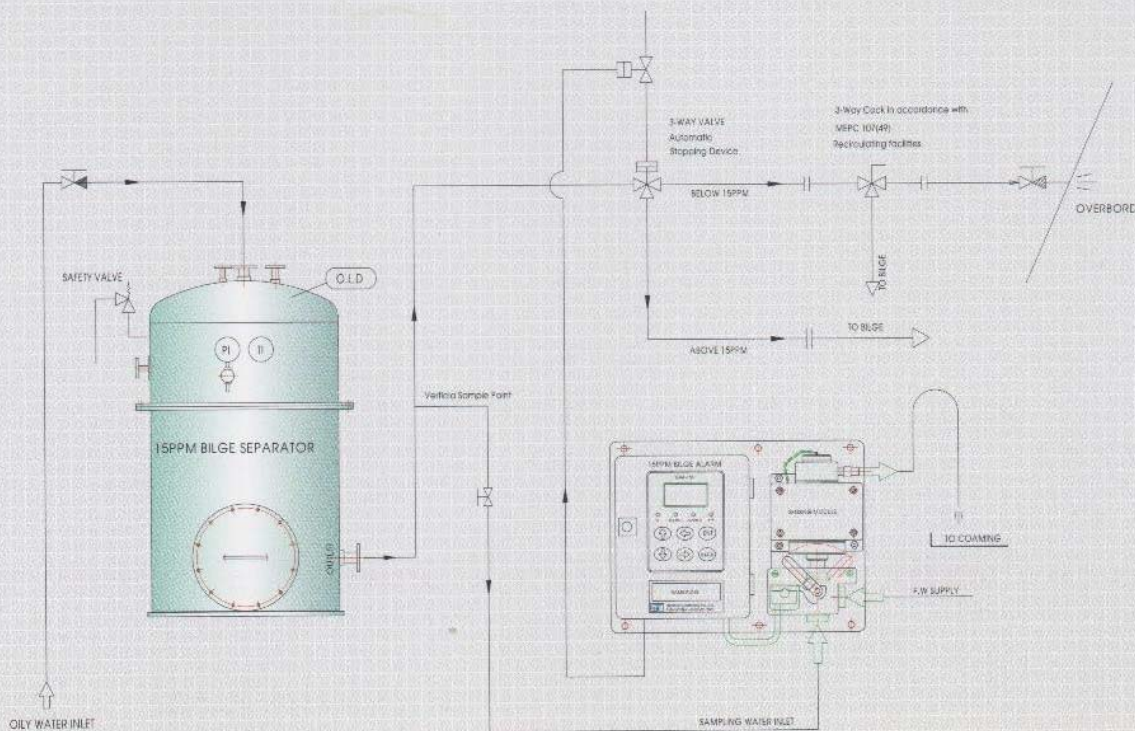 3-WAY VALVE
Automatic
Stopping Device
3-Way Cock in accordance with
MEPC 107(49)
Recirculating facilities
BELOW 15PPM
OVERBORD
SAFETY VALVE
O.I.D
PI
TI
TO BILGE
TO BILGE
ABOVE 15PPM
Verticla Sample Point
15PPM BILGE SEPARATOR
15PPM BILGE ALARM
OUTLET
TO COAMING
F.W SUPPLY
OILY WATER INLET
SAMPLING WATER INLET